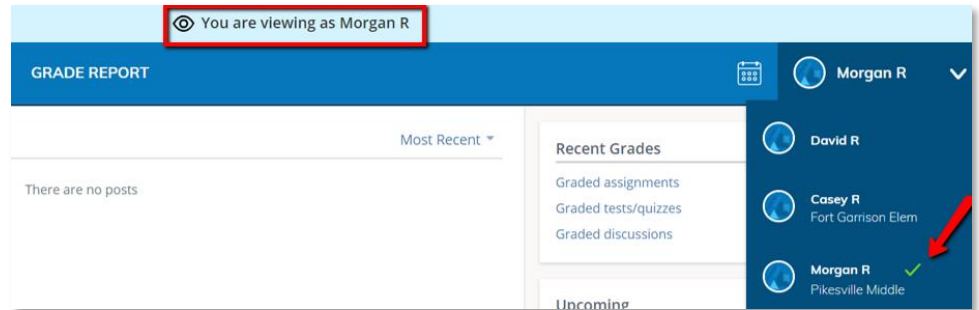 You are viewing as Morgan R
GRADE REPORT
Morgan R
Most Recent
There are no posts
Recent Grades
Graded assignments
Graded tests/quizzes
Graded discussions
Upcoming
David R
Casey R
Fort Garrison Elem
Morgan R
Pikesville Middle